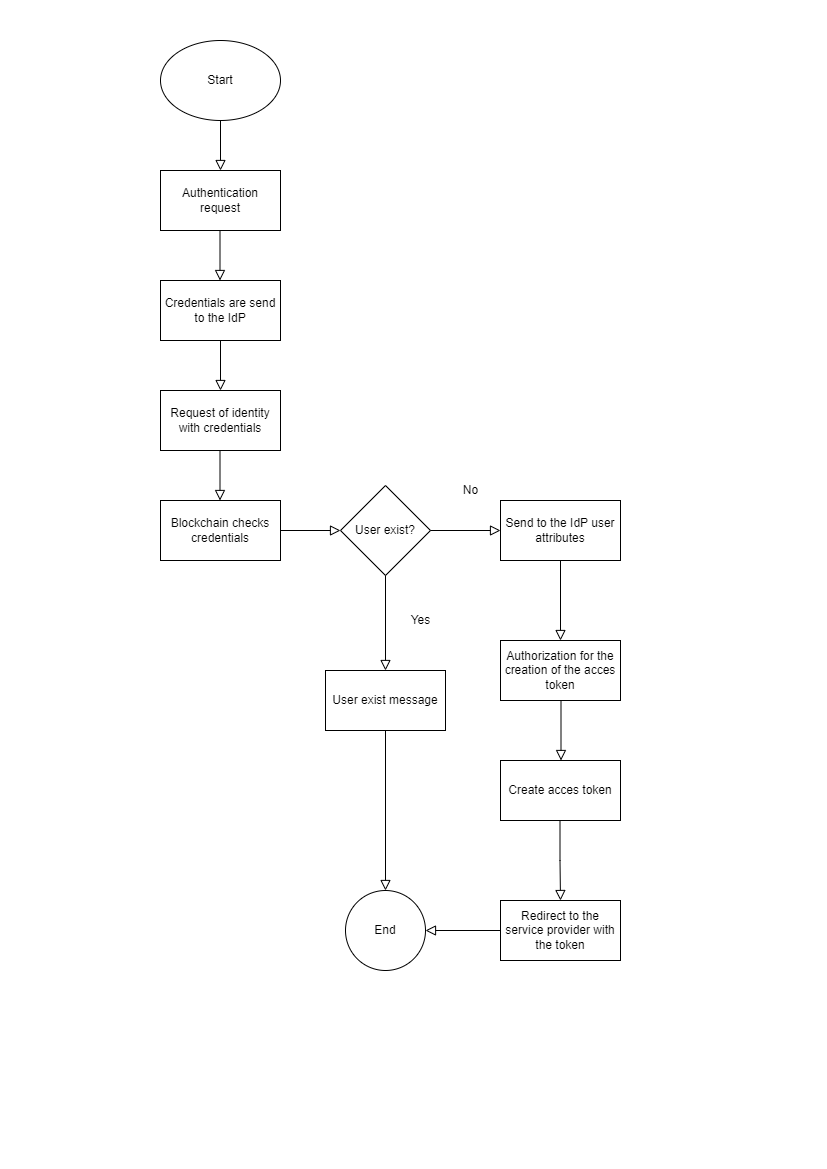 Start
Authentication
request
Credentials are send
to the IdP
Request of identity
with credentials
Blockchain checks
credentials
User exist?
No
Send to the IdP user
attributes
Yes
User exist message
Authorization for the
creation of the acces
token
Create acces token
Redirect to the
service provider with
the token
End